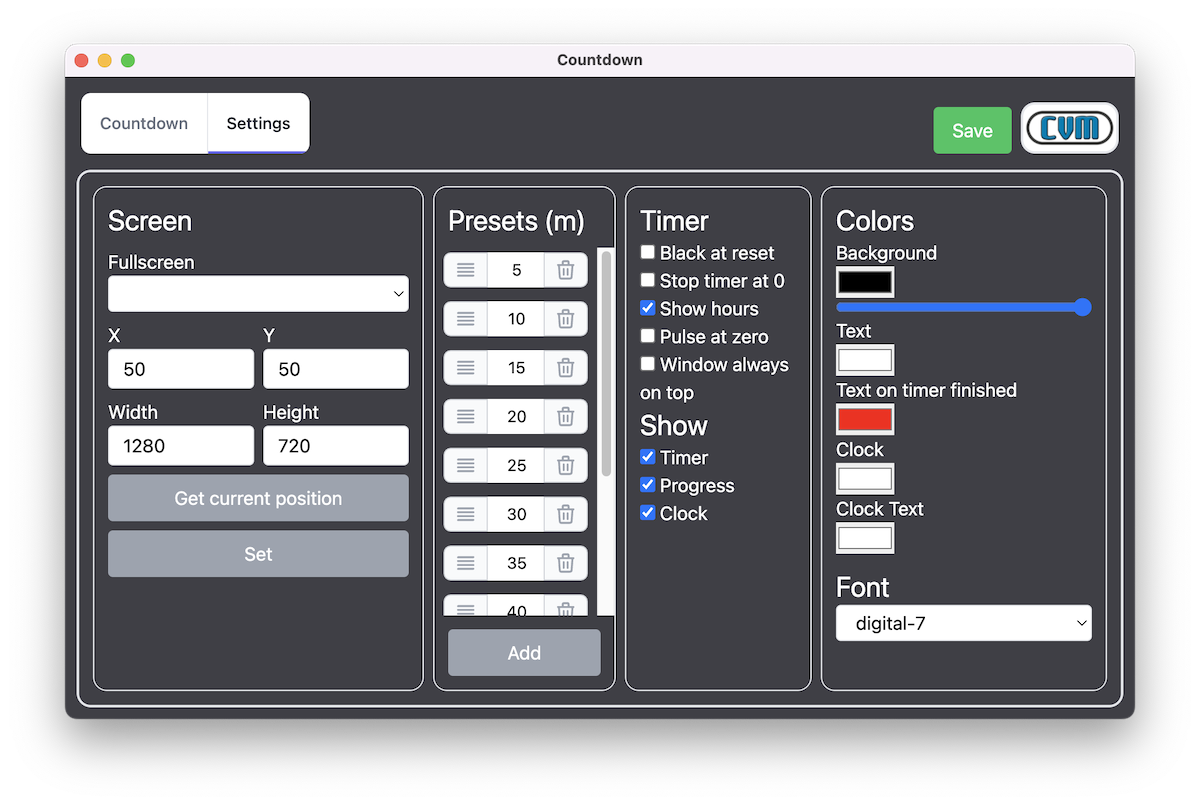 Countdown
Countdown
Settings
Save
CVM
Screen
Fullscreen
X
Y
50
50
Width
Height
1280
720
Get current position
Set
Presets (m)
5
10
15
20
25
30
35
40
Add
Timer
Black at reset
Stop timer at 0
Show hours
Pulse at zero
Window always
on top
Show
Timer
Progress
Clock
Colors
Background
Text
Text on timer finished
Clock
Clock Text
Font
digital-7